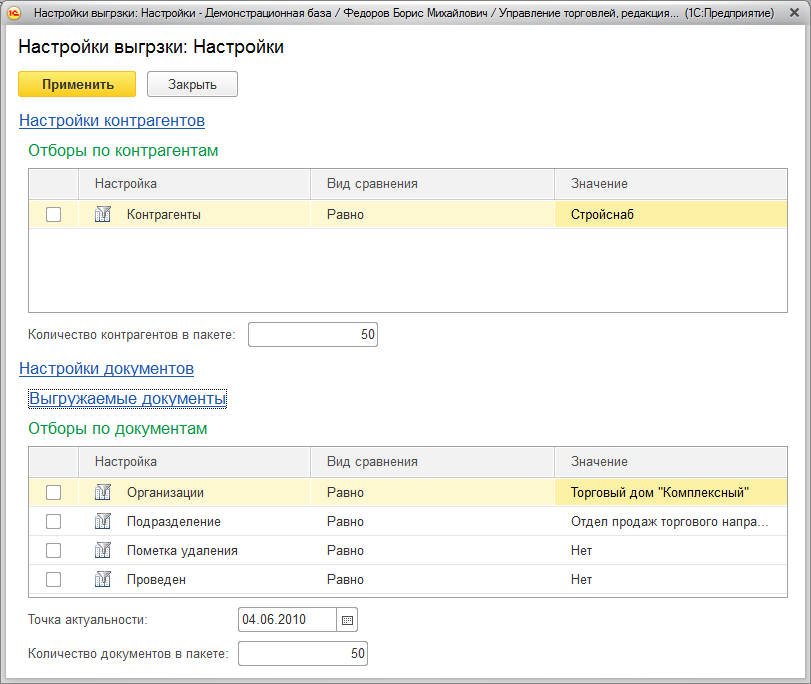 Настройки выгрзки: Настройки - Демонстрационная база / Федоров Борис Михайлович / Управление торговлей, редакция... (1С:Предприятие)
Настройки выгрзки: Настройки
Применить Закрыть
Настройки контрагентов
Отборы по контрагентам
Настройка Вид сравнения Значение
Контрагенты Равно Стройснаб
Количество контрагентов в пакете: 50
Настройки документов
Выгружаемые документы
Отборы по документам
Настройка Вид сравнения Значение
Организации Равно Торговый дом "Комплексный"
Подразделение Равно Отдел продаж торгового напра...
Пометка удаления Равно Нет
Проведен Равно Нет
Точка актуальности: 04.06.2010
Количество документов в пакете: 50